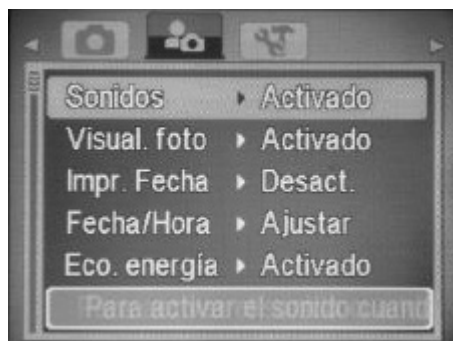 Sonidos Activado
Visual. foto Activado
Impr. Fecha Desact.
Fecha/Hora Ajustar
Eco. energía Activado
Para activar el sonido cuand